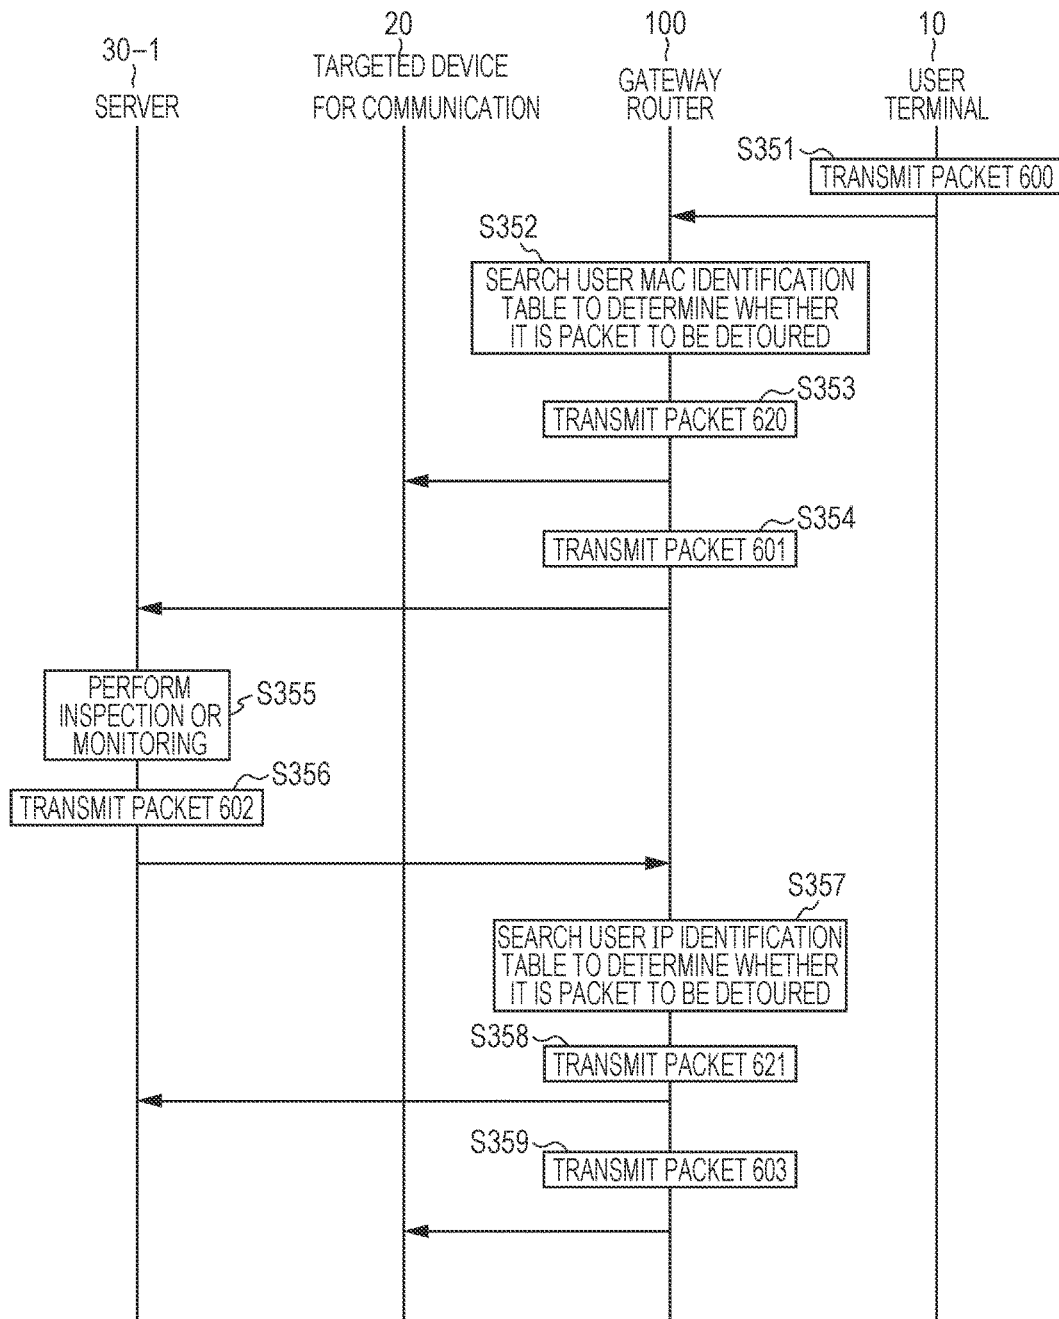 30-1
SERVER
20
TARGETED DEVICE
FOR COMMUNICATION
100
GATEWAY
ROUTER
10
USER
TERMINAL
S351
TRANSMIT PACKET 600
S352
SEARCH USER MAC IDENTIFICATION
TABLE TO DETERMINE WHETHER
IT IS PACKET TO BE DETOURED
S353
TRANSMIT PACKET 620
S354
TRANSMIT PACKET 601
PERFORM
INSPECTION OR
MONITORING
S355
S356
TRANSMIT PACKET 602
S357
SEARCH USER IP IDENTIFICATION
TABLE TO DETERMINE WHETHER
IT IS PACKET TO BE DETOURED
S358
TRANSMIT PACKET 621
S359
TRANSMIT PACKET 603